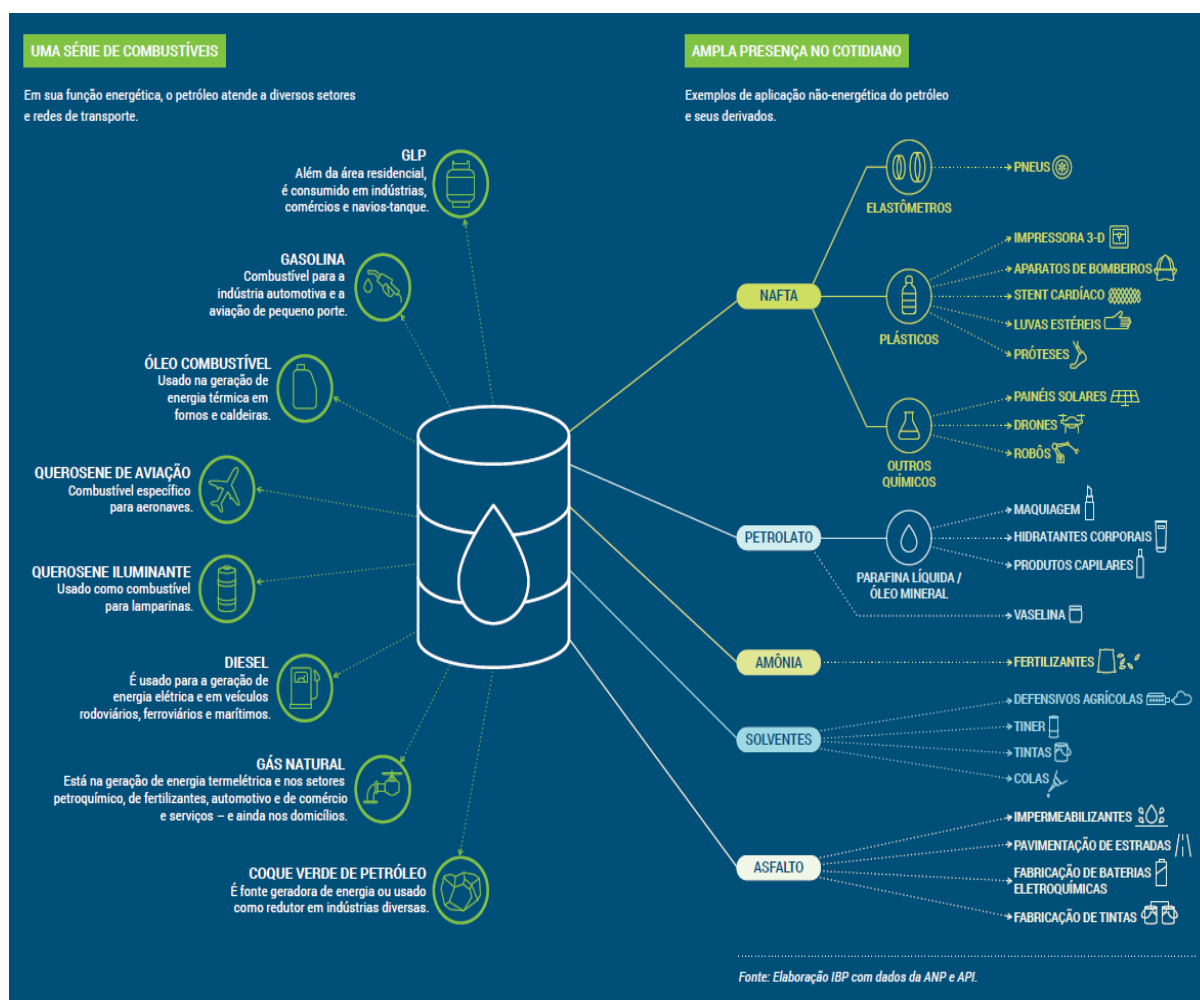 UMA SÉRIE DE COMBUSTÍVEIS
Em sua função energética, o petróleo atende a diversos setores
e redes de transporte.
GLP
Além da área residencial,
é consumido em indústrias,
comércios e navios-tanque.
GASOLINA
Combustível para a
indústria automotiva e a
aviação de pequeno porte.
ÓLEO COMBUSTÍVEL
Usado na geração de
energia térmica em
fornos e caldeiras.
QUEROSENE DE AVIAÇÃO
Combustível específico
para aeronaves.
QUEROSENE ILUMINANTE
Usado como combustível
para lamparinas.
DIESEL
É usado para a geração de
energia elétrica e em veículos
rodoviários, ferroviários e marítimos.
GÁS NATURAL
Está na geração de energia termelétrica e nos setores
petroquímico, de fertilizantes, automotivo e de comércio
e serviços – e ainda nos domicílios.
COQUE VERDE DE PETRÓLEO
É fonte geradora de energia ou usado
como redutor em indústrias diversas.
AMPLA PRESENÇA NO COTIDIANO
Exemplos de aplicação não-energética do petróleo
e seus derivados.
NAFTA
ELASTÔMETROS
PNEUS
PLÁSTICOS
IMPRESSORA 3-D
APARATOS DE BOMBEIROS
STENT CARDÍACO
LUVAS ESTÉREIS
PRÓTESES
OUTROS
QUÍMICOS
PAINÉIS SOLARES
DRONES
ROBÔS
PETROLATO
PARAFINA LÍQUIDA /
ÓLEO MINERAL
MAQUIAGEM
HIDRATANTES CORPORAIS
PRODUTOS CAPILARES
VASELINA
AMÔNIA
FERTILIZANTES
SOLVENTES
DEFENSIVOS AGRÍCOLAS
TINER
TINTAS
COLAS
ASFALTO
IMPERMEABILIZANTES
PAVIMENTAÇÃO DE ESTRADAS
FABRICAÇÃO DE BATERIAS
ELETROQUÍMICAS
FABRICAÇÃO DE TINTAS
Fonte: Elaboração IBP com dados da ANP e API.